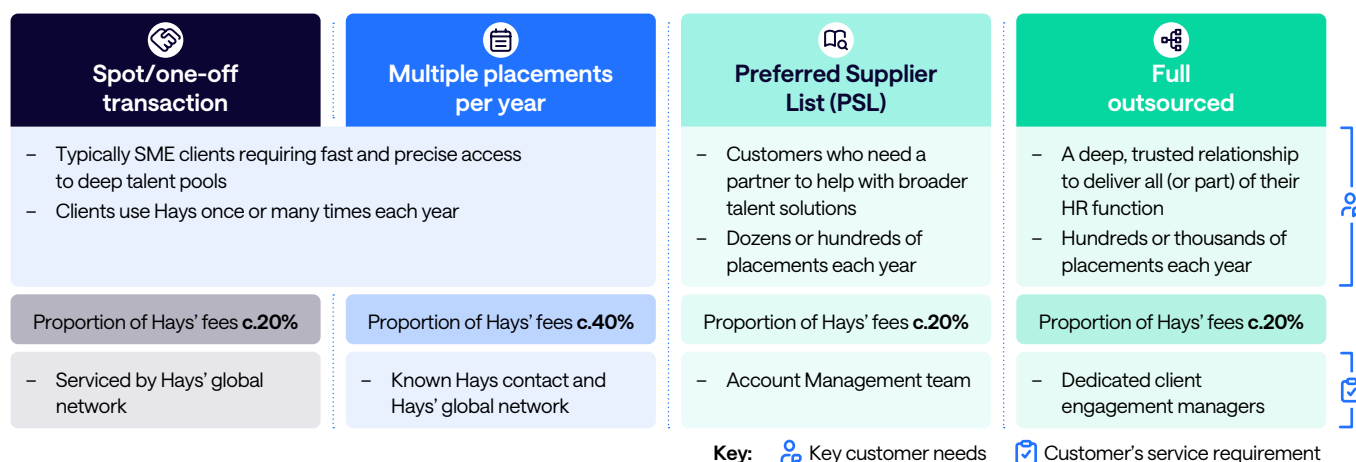 Spot/one-off
transaction
Multiple placements
per year
Preferred Supplier
List (PSL)
Full
outsourced
– Typically SME clients requiring fast and precise access
to deep talent pools
– Clients use Hays once or many times each year
– Customers who need a
partner to help with broader
talent solutions
– Dozens or hundreds of
placements each year
– A deep, trusted relationship
to deliver all (or part) of their
HR function
– Hundreds or thousands of
placements each year
Proportion of Hays’ fees c.20%
Proportion of Hays’ fees c.40%
Proportion of Hays’ fees c.20%
Proportion of Hays’ fees c.20%
– Serviced by Hays’ global
network
– Known Hays contact and
Hays’ global network
– Account Management team
– Dedicated client
engagement managers
Key: Key customer needs Customer’s service requirement